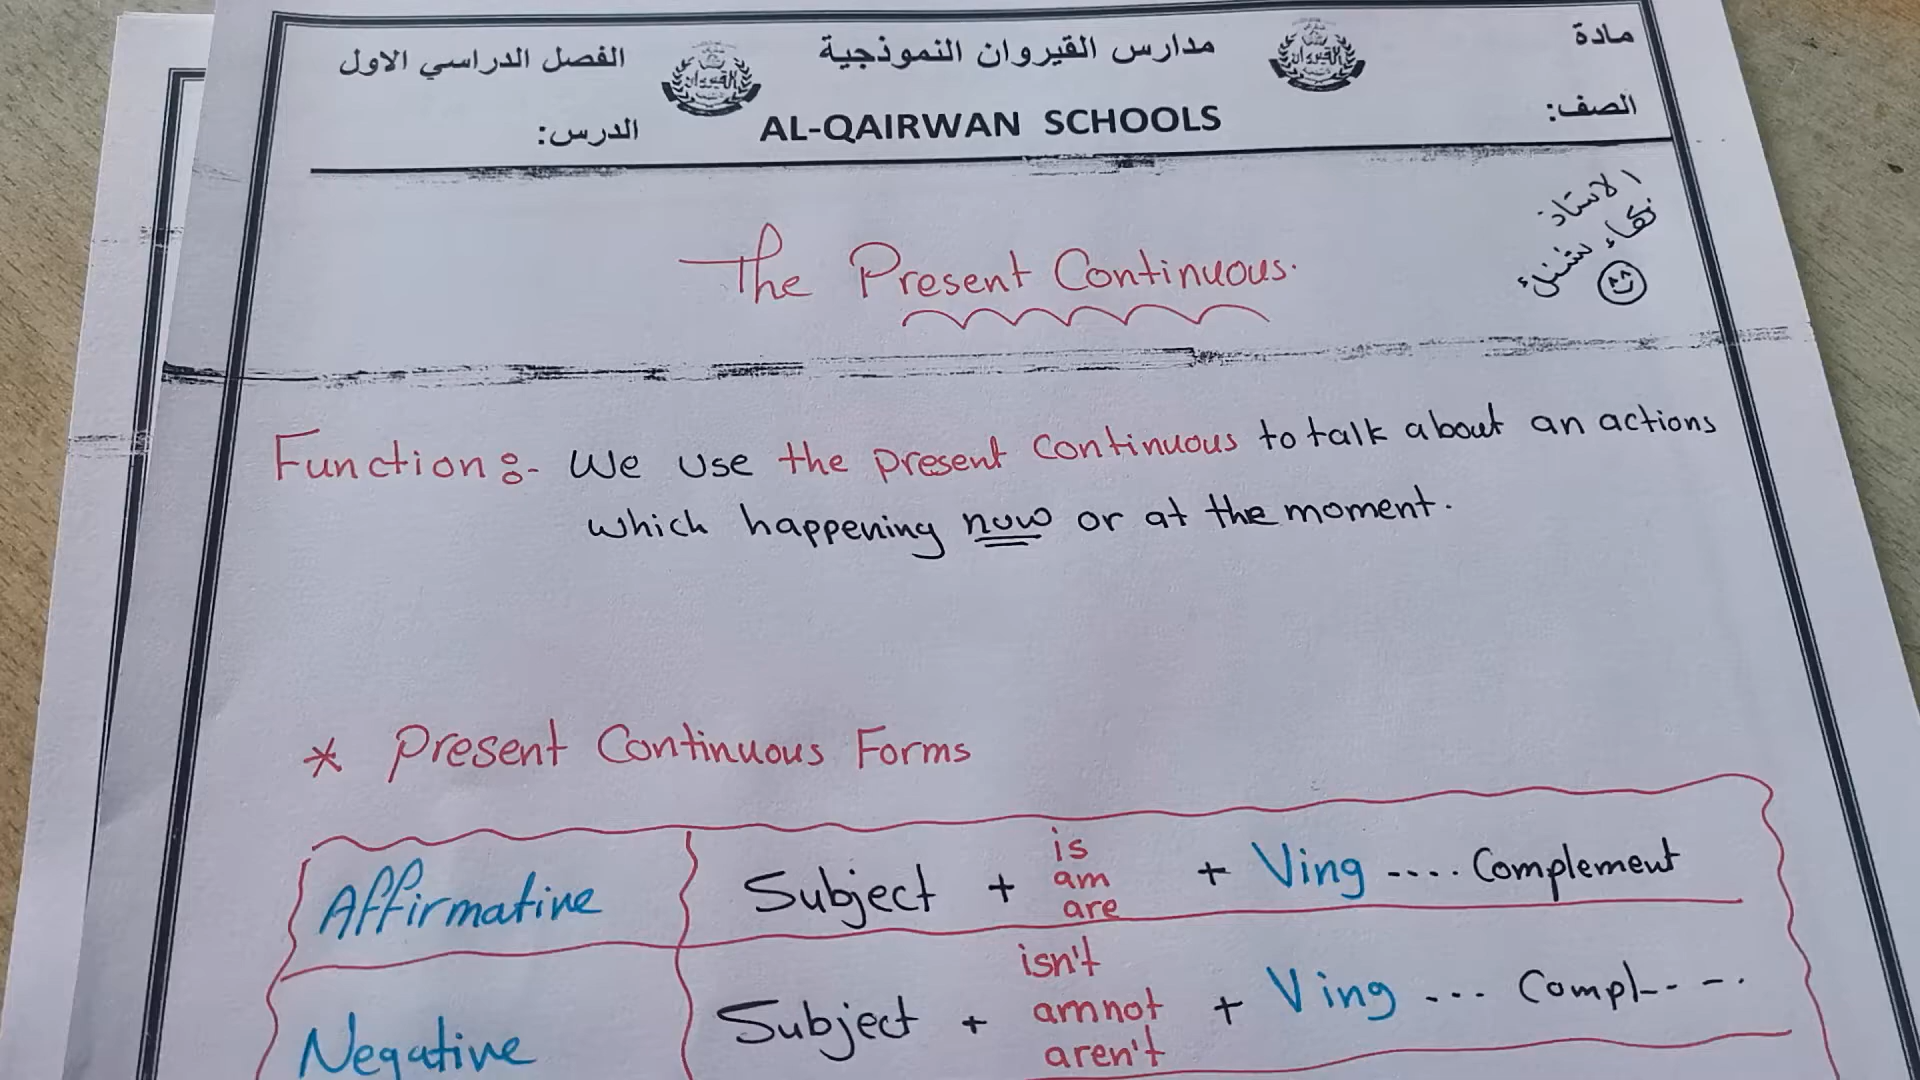 مادة
مدارس القيروان النموذجية
الفصل الدراسي الاول
الصف:
AL-QAIRWAN SCHOOLS
الدرس:
الاستاذ
The Present Continuous.
Function:- We use the present continuous to talk about an actions
which happening now or at the moment.
* Present Continuous Forms
Affirmative
Subject + is am are + Ving .... Complement
Negative
Subject + isn't am not aren't + Ving --- Compl-- - -.